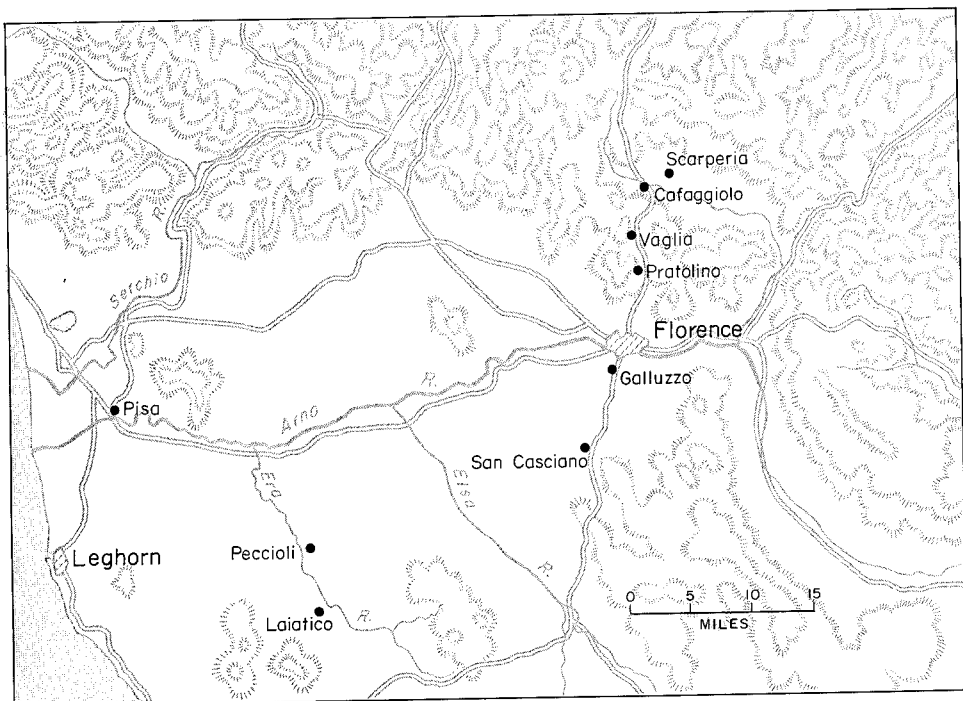 Scarperia
Cafaggiolo
Vaglia
Pratolino
Serchio R.
Florence
Galluzzo
Pisa
Arno R.
San Casciano
Elsa R.
Era R.
Peccioli
Leghorn
Laiatico
0 5 10 15
MILES